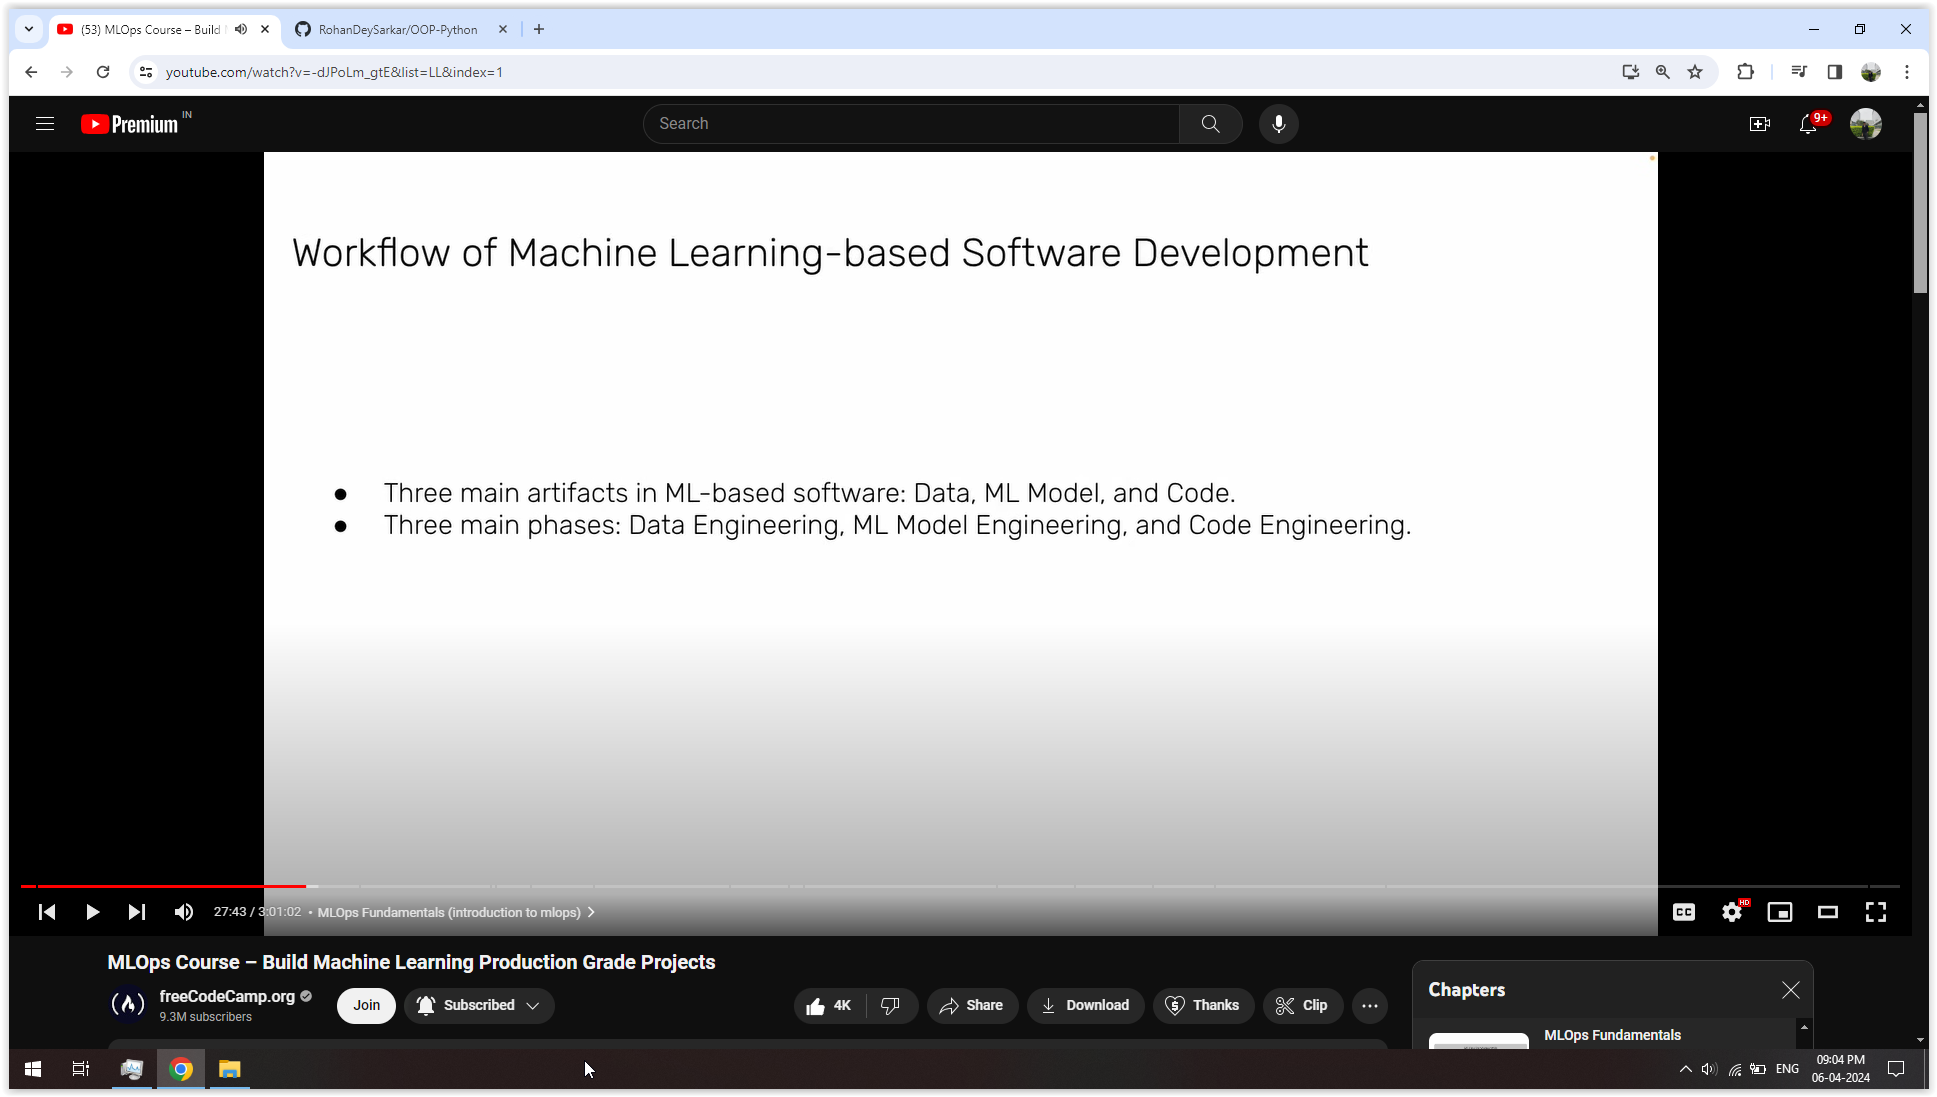 (53) MLOps Course – Build
RohanDeySarkar/OOP-Python
youtube.com/watch?v=-dJPoLm_gtE&list=LL&index=1
Premium IN
Search
9+
Workflow of Machine Learning-based Software Development
● Three main artifacts in ML-based software: Data, ML Model, and Code.
● Three main phases: Data Engineering, ML Model Engineering, and Code Engineering.
27:43 / 3:01:02 • MLOps Fundamentals (introduction to mlops)
CC HD
MLOps Course – Build Machine Learning Production Grade Projects
freeCodeCamp.org
9.3M subscribers
Join
Subscribed
4K
Share
Download
Thanks
Clip
Chapters
MLOps Fundamentals
ENG
09:04 PM
06-04-2024